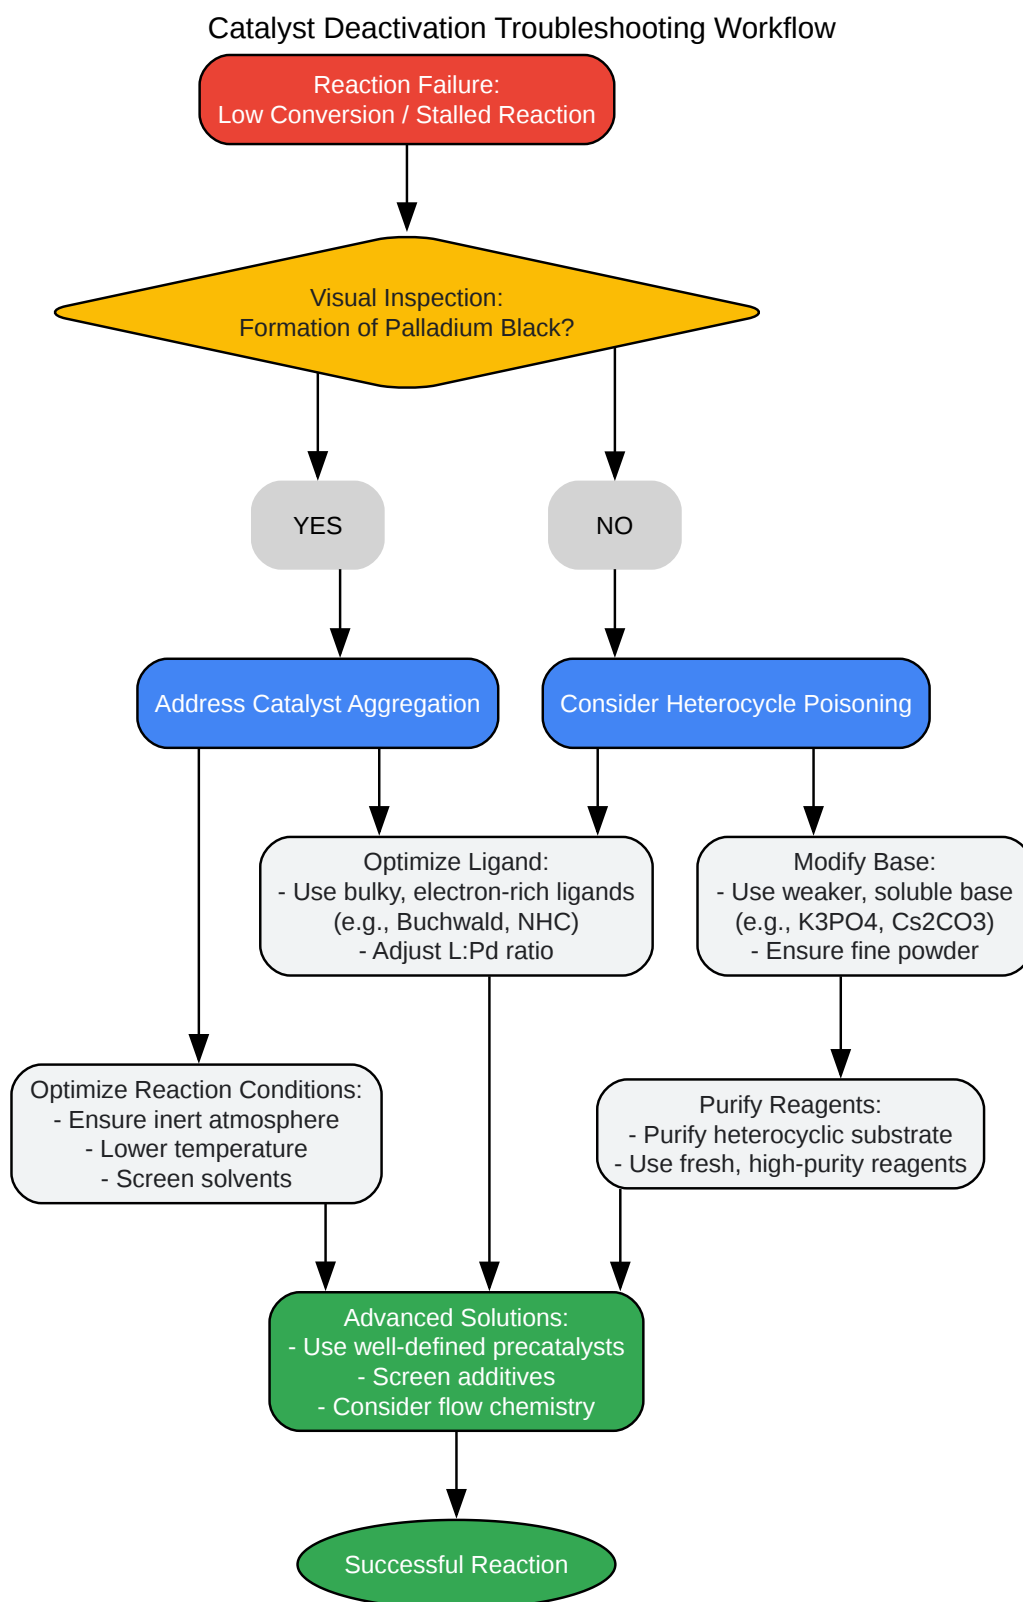 Catalyst Deactivation Troubleshooting Workflow
Reaction Failure:
Low Conversion / Stalled Reaction
Visual Inspection:
Formation of Palladium Black?
YES
NO
Address Catalyst Aggregation
Consider Heterocycle Poisoning
Optimize Ligand:
- Use bulky, electron-rich ligands
(e.g., Buchwald, NHC)
- Adjust L:Pd ratio
Modify Base:
- Use weaker, soluble base
(e.g., K3PO4, Cs2CO3)
- Ensure fine powder
Optimize Reaction Conditions:
- Ensure inert atmosphere
- Lower temperature
- Screen solvents
Purify Reagents:
- Purify heterocyclic substrate
- Use fresh, high-purity reagents
Advanced Solutions:
- Use well-defined precatalysts
- Screen additives
- Consider flow chemistry
Successful Reaction